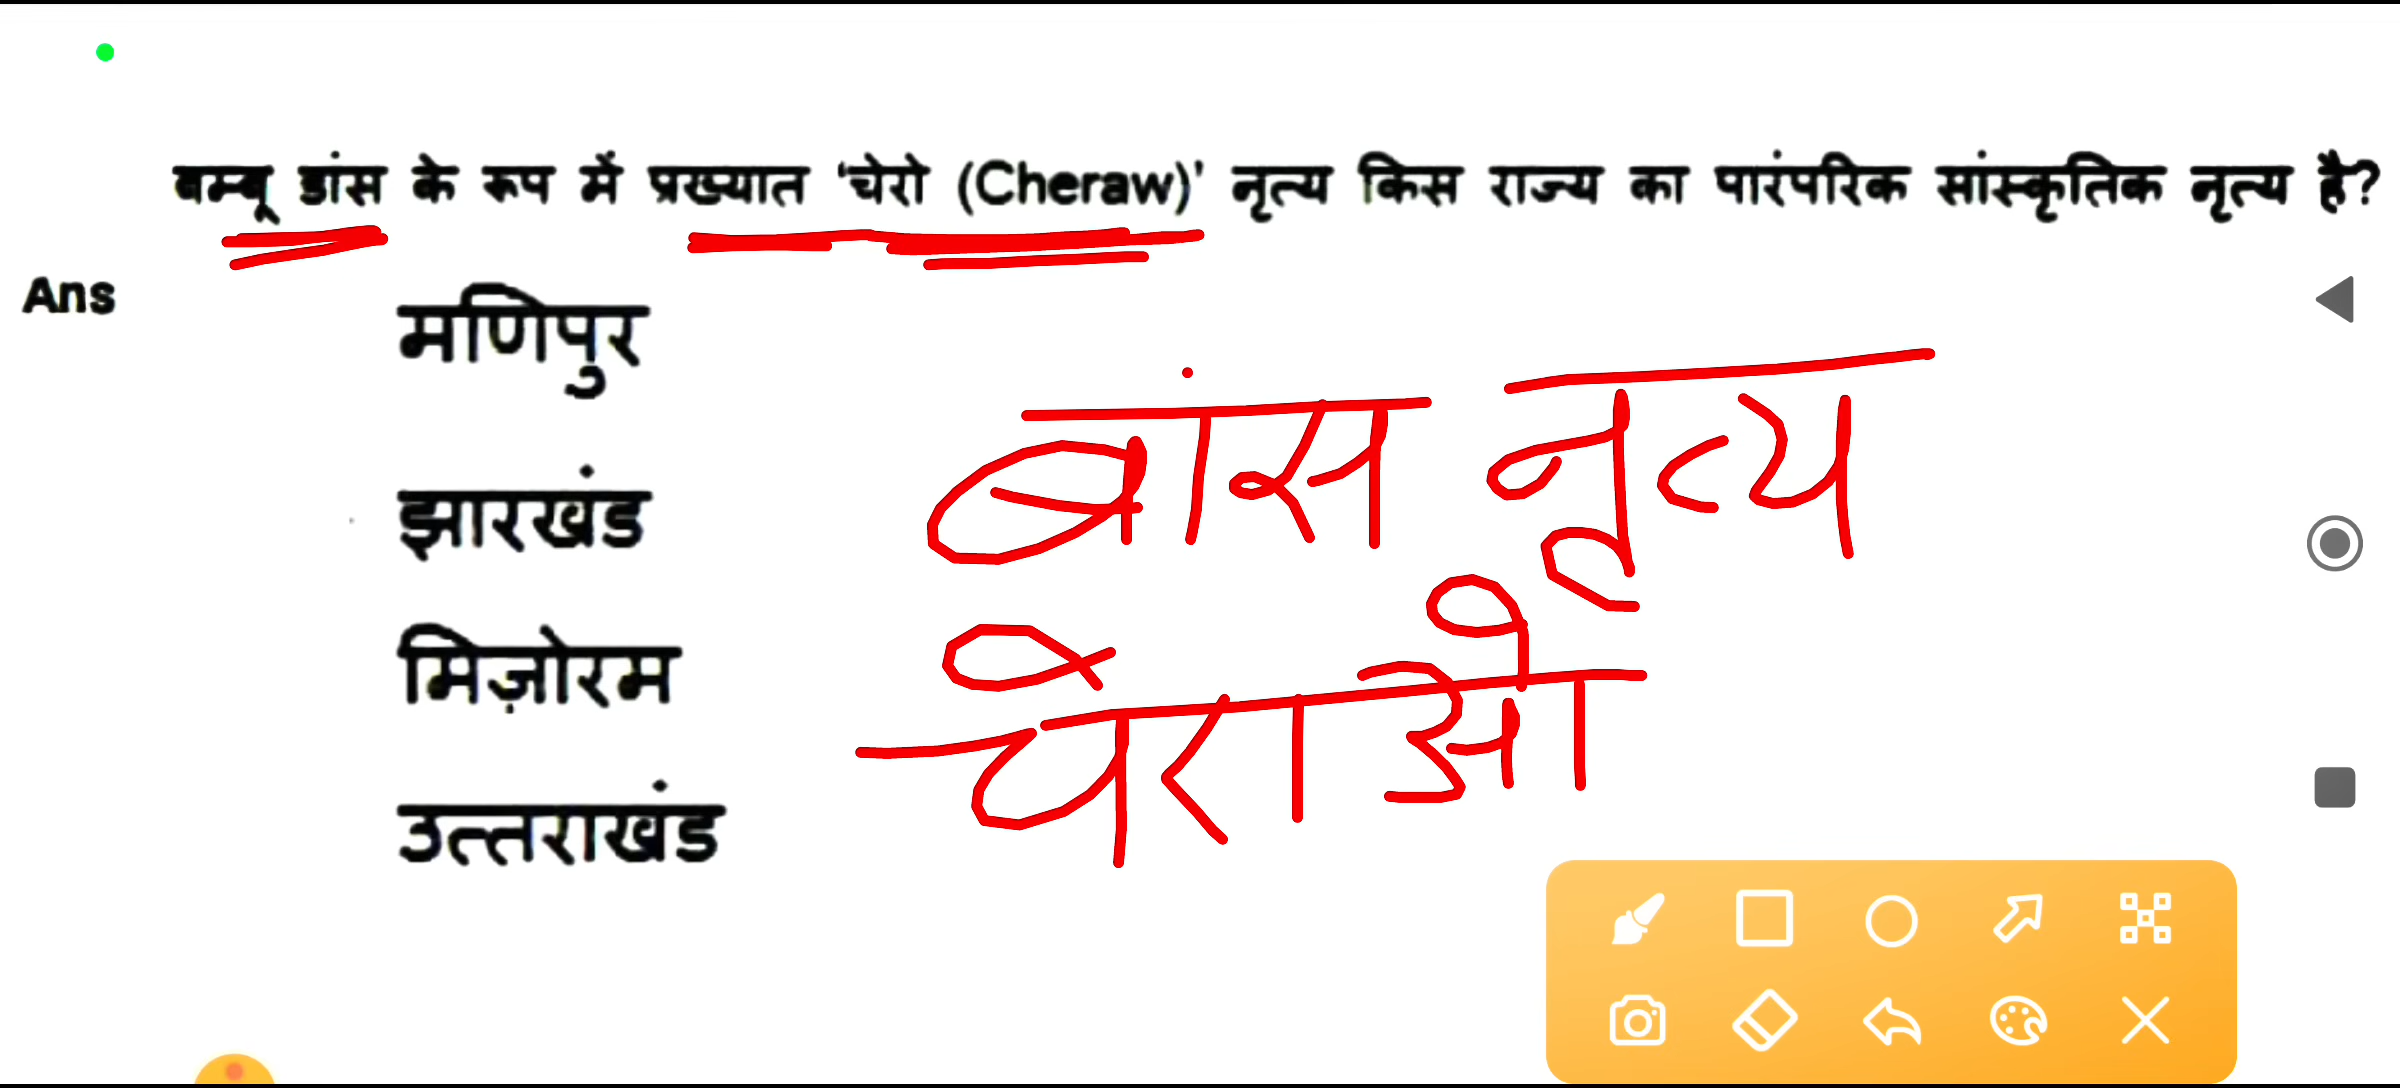 बम्बू डांस के रूप में प्रख्यात 'चेरो (Cheraw)' नृत्य किस राज्य का पारंपरिक सांस्कृतिक नृत्य है?
Ans
मणिपुर
बांस नृत्य
झारखंड
मिज़ोरम
चेराओ
उत्तराखंड